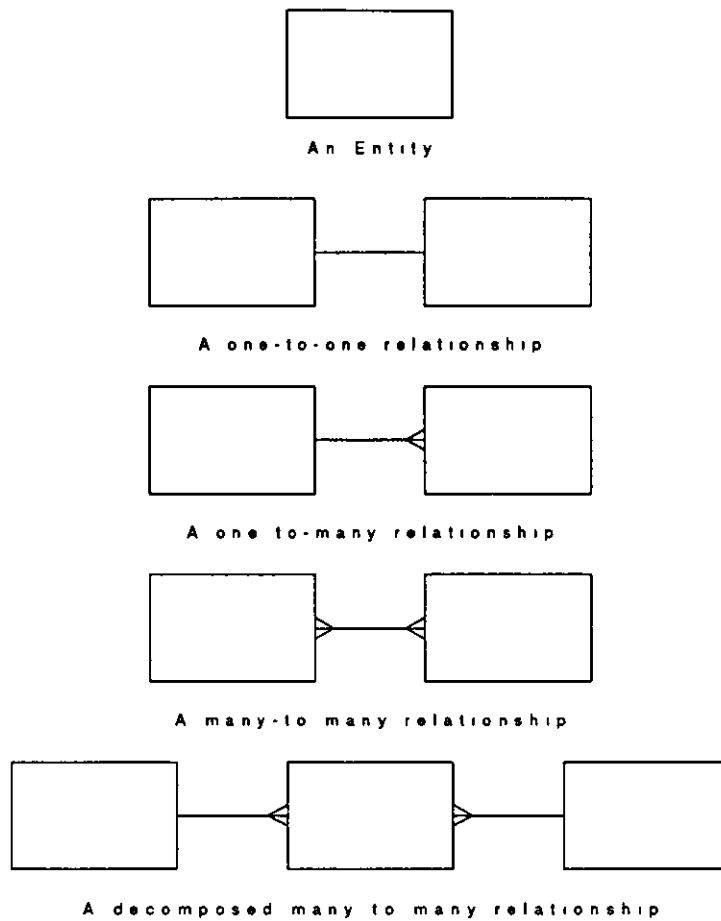 An Entity
A one-to-one relationship
A one to-many relationship
A many-to many relationship
A decomposed many to many relationship